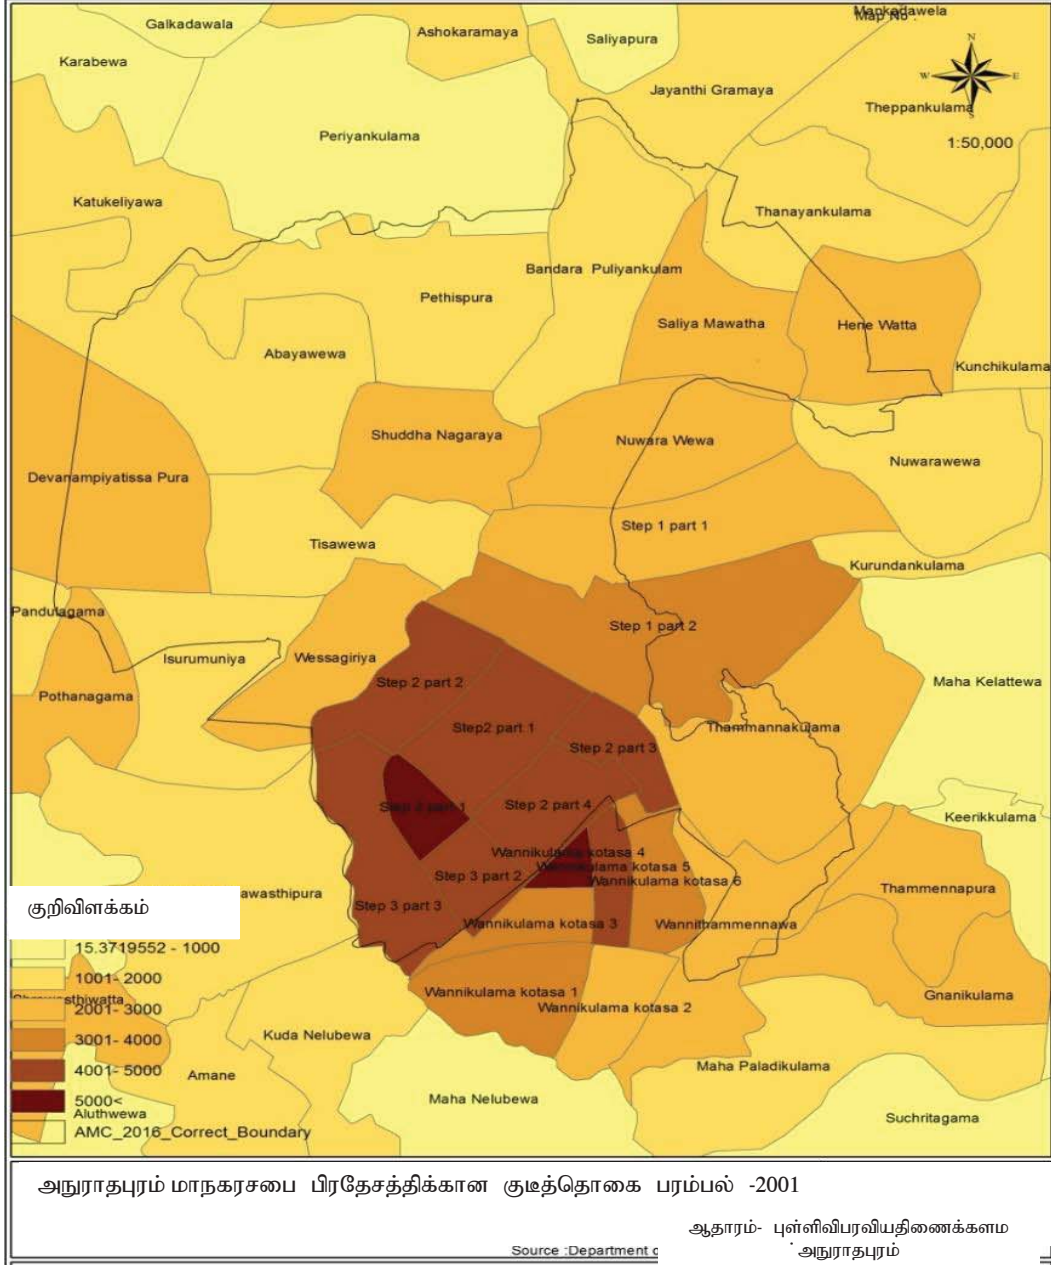 Galkadawala
Ashokaramaya
Mankadawela
Map No :
Saliyapura
Karabewa
N
W E
S
Jayanthi Gramaya
Theppankulama
Periyankulama
1:50,000
Katukeliyawa
Thanayankulama
Bandara Puliyankulam
Pethispura
Saliya Mawatha
Hene Watta
Abayawewa
Kunchikulama
Shuddha Nagaraya
Nuwara Wewa
Nuwarawewa
Devanampiyatissa Pura
Step 1 part 1
Tisawewa
Kurundankulama
Pandulagama
Step 1 part 2
Isurumuniya
Wessagiriya
Step 2 part 2
Maha Kelattewa
Pothanagama
Step2 part 1
Thammannakulama
Step 2 part 3
Step 2 part 4
Keerikkulama
Wannikulama kotasa 4
Wannikulama kotasa 5
Step 3 part 2
Wannikulama kotasa 6
Thammennapura
awasthipura
Step 3 part 3
Wannikulama kotasa 3
Wannithammennawa
குறிவிளக்கம்
15.3719552 - 1000
1001- 2000
2001- 3000
3001- 4000
4001- 5000
5000<
AMC_2016_Correct_Boundary
Wannikulama kotasa 1
Wannikulama kotasa 2
Gnanikulama
Kuda Nelubewa
Amane
Maha Paladikulama
Maha Nelubewa
Aluthwewa
Suchritagama
அநுராதபுரம் மாநகரசபை பிரதேசத்திக்கான குடீத்தொகை பரம்பல் -2001
ஆதாரம்- புள்ளிவிபரவியதிணைக்களம
அநுராதபுரம்
Source :Department